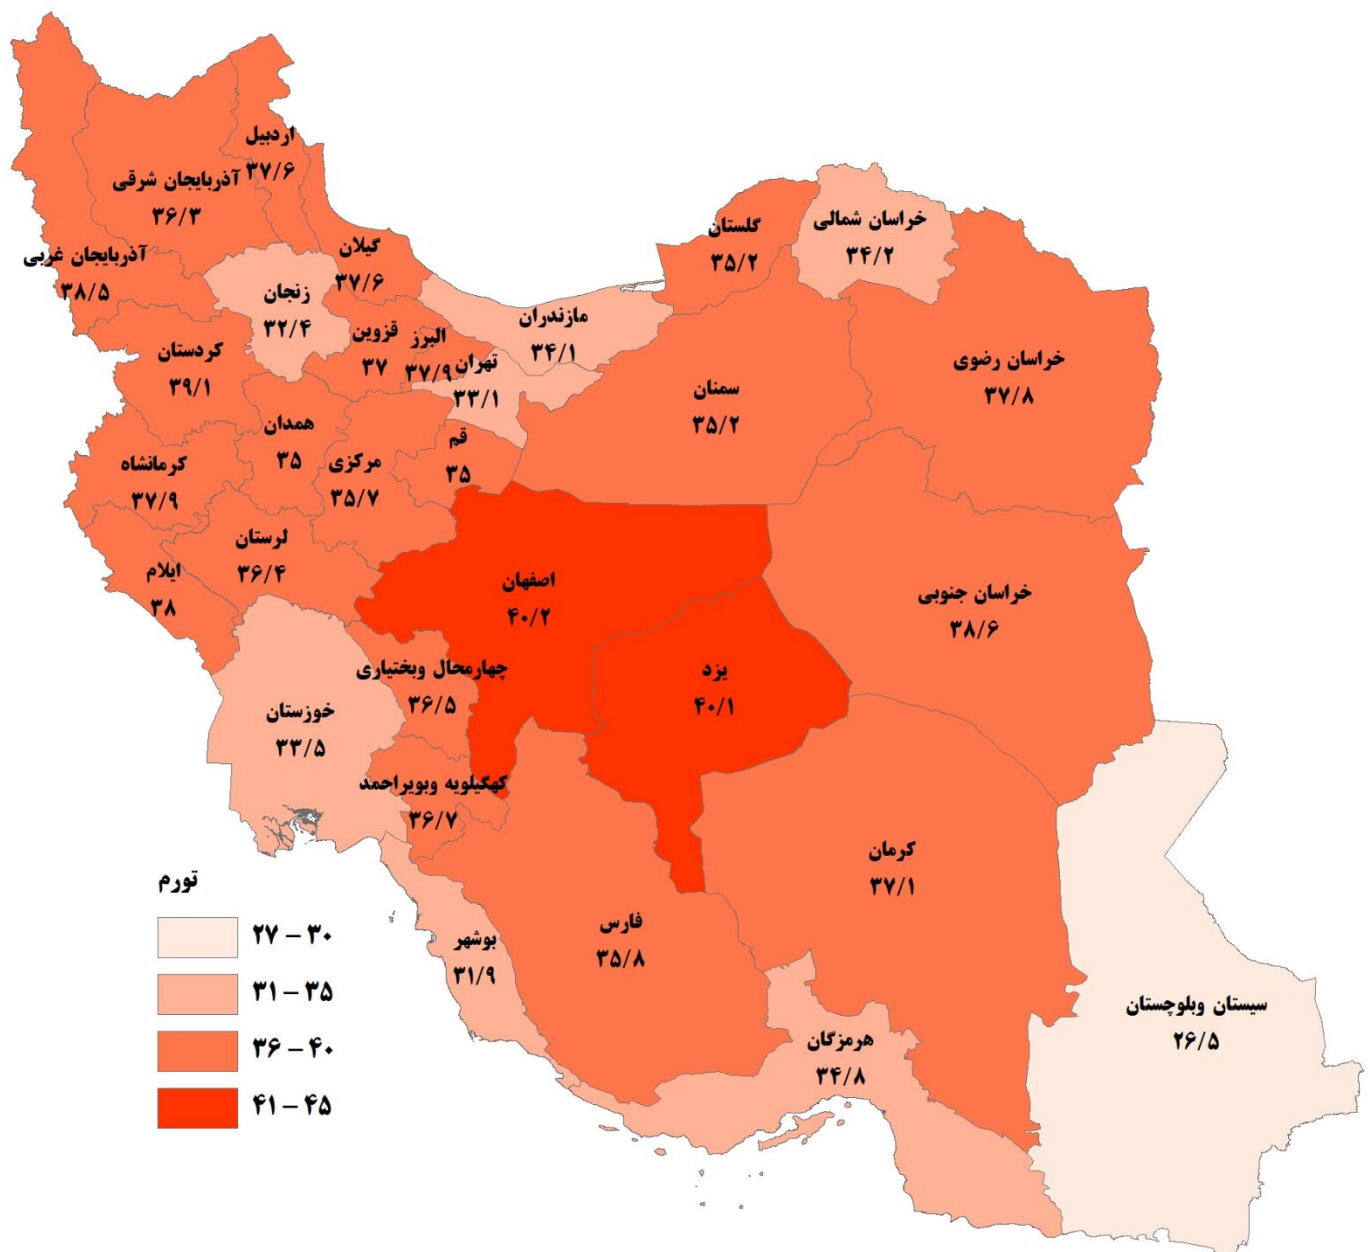 اردبیل
۳۷/۶
آذربایجان شرقی
۳۶/۳
آذربایجان غربی
۳۸/۵
گیلان
۳۷/۶
زنجان
۳۲/۴
کردستان
۳۹/۱
قزوین
۳۷
البرز
۳۷/۹
تهران
۳۳/۱
مازندران
۳۴/۱
گلستان
۳۵/۲
خراسان شمالی
۳۴/۲
خراسان رضوی
۳۷/۸
سمنان
۳۵/۲
همدان
۳۵
مرکزی
۳۵/۷
قم
۳۵
کرمانشاه
۳۷/۹
لرستان
۳۶/۴
ایلام
۳۸
اصفهان
۴۰/۲
خراسان جنوبی
۳۸/۶
چهارمحال وبختیاری
۳۶/۵
یزد
۴۰/۱
خوزستان
۳۳/۵
کهگیلویه وبویراحمد
۳۶/۷
کرمان
۳۷/۱
فارس
۳۵/۸
بوشهر
۳۱/۹
سیستان وبلوچستان
۲۶/۵
هرمزگان
۳۴/۸
تورم
۲۷ – ۳۰
۳۱ – ۳۵
۳۶ – ۴۰
۴۱ – ۴۵